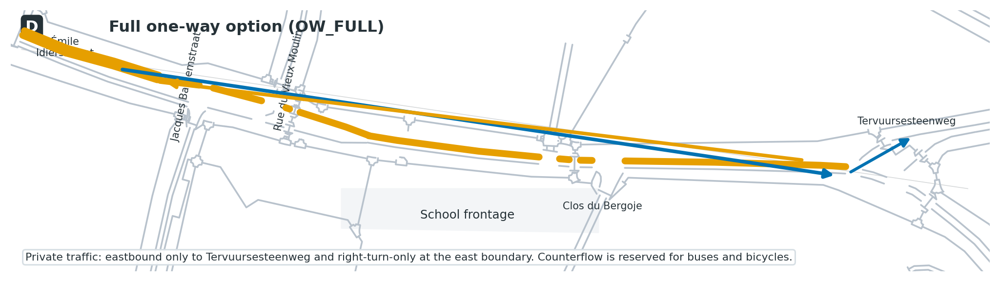 D
Full one-way option (OW_FULL)
Émile
Jacques Ba emstraat
Rue du Vieux Moulin
Tervuursesteenweg
Clos du Bergoje
School frontage
Private traffic: eastbound only to Tervuursesteenweg and right-turn-only at the east boundary. Counterflow is reserved for buses and bicycles.